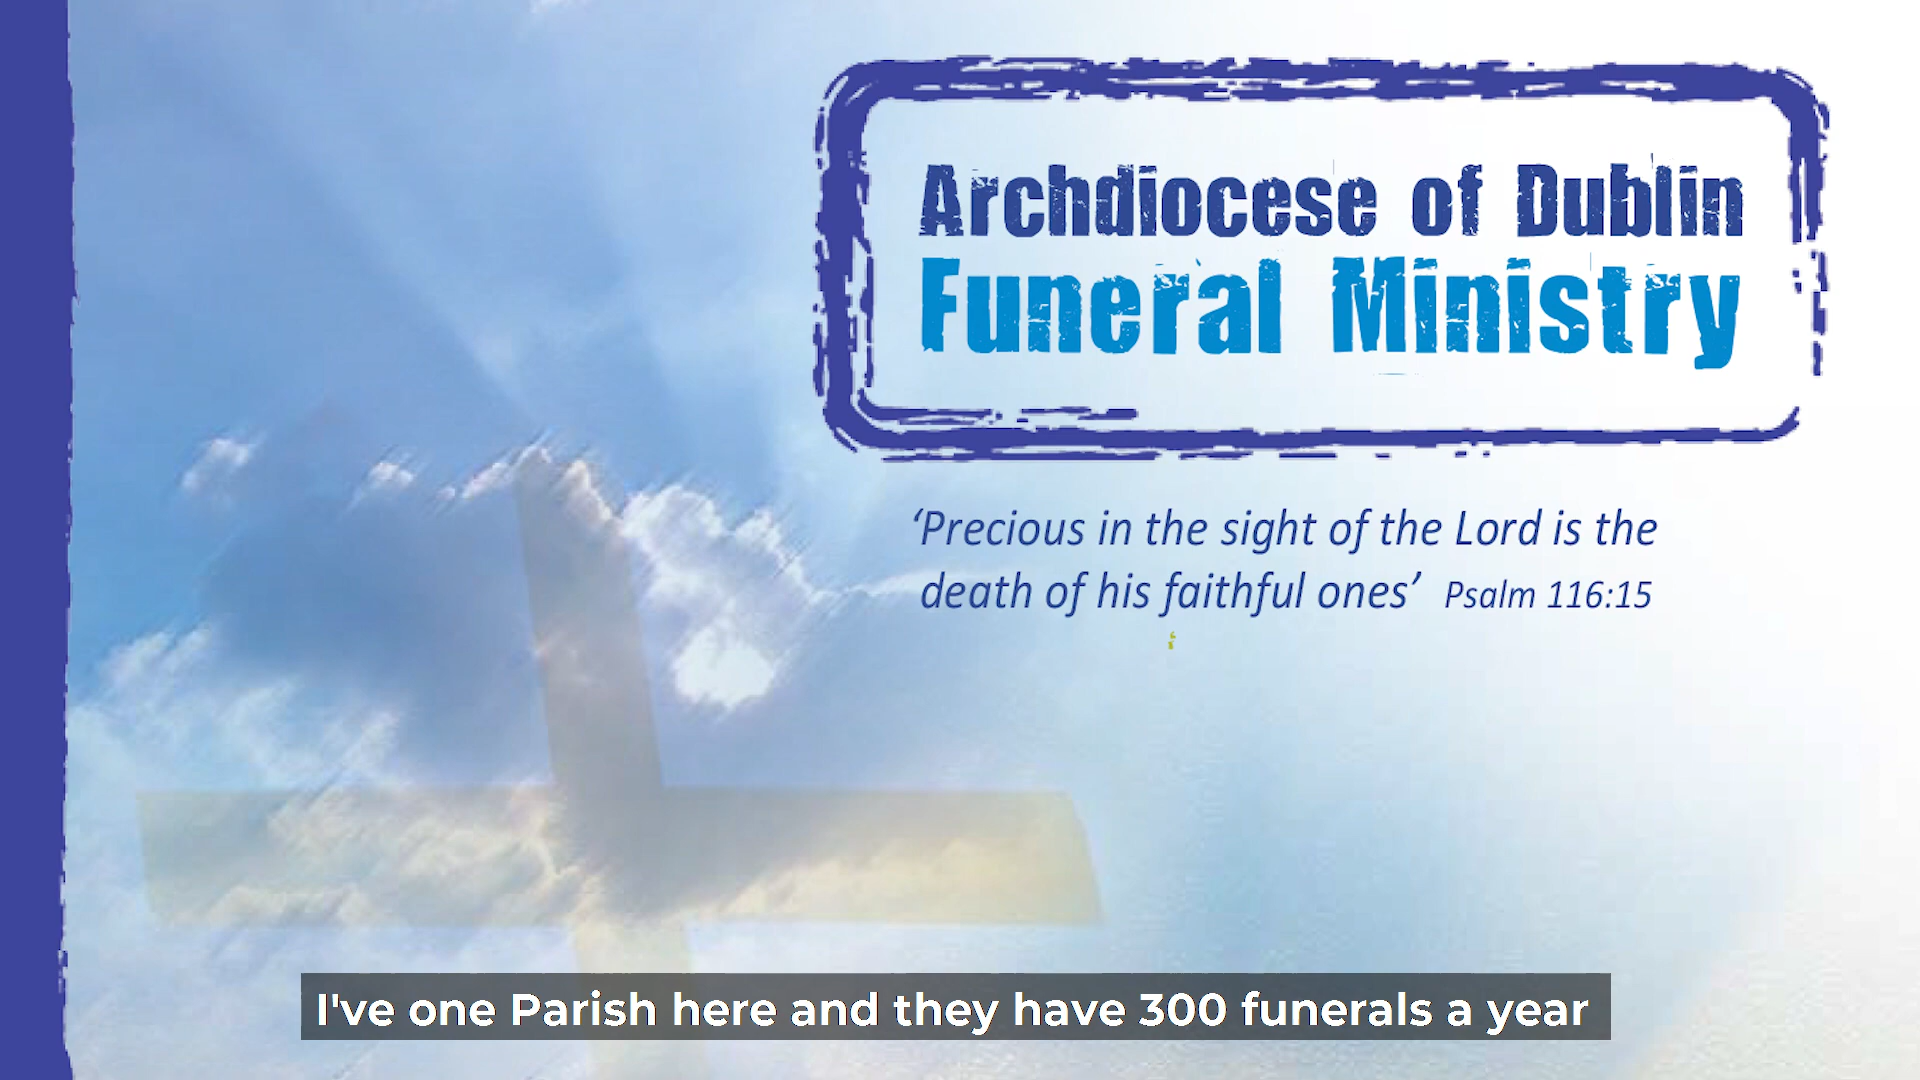 Archdiocese of Dublin
Funeral Ministry
‘Precious in the sight of the Lord is the
death of his faithful ones’ Psalm 116:15
I've one Parish here and they have 300 funerals a year